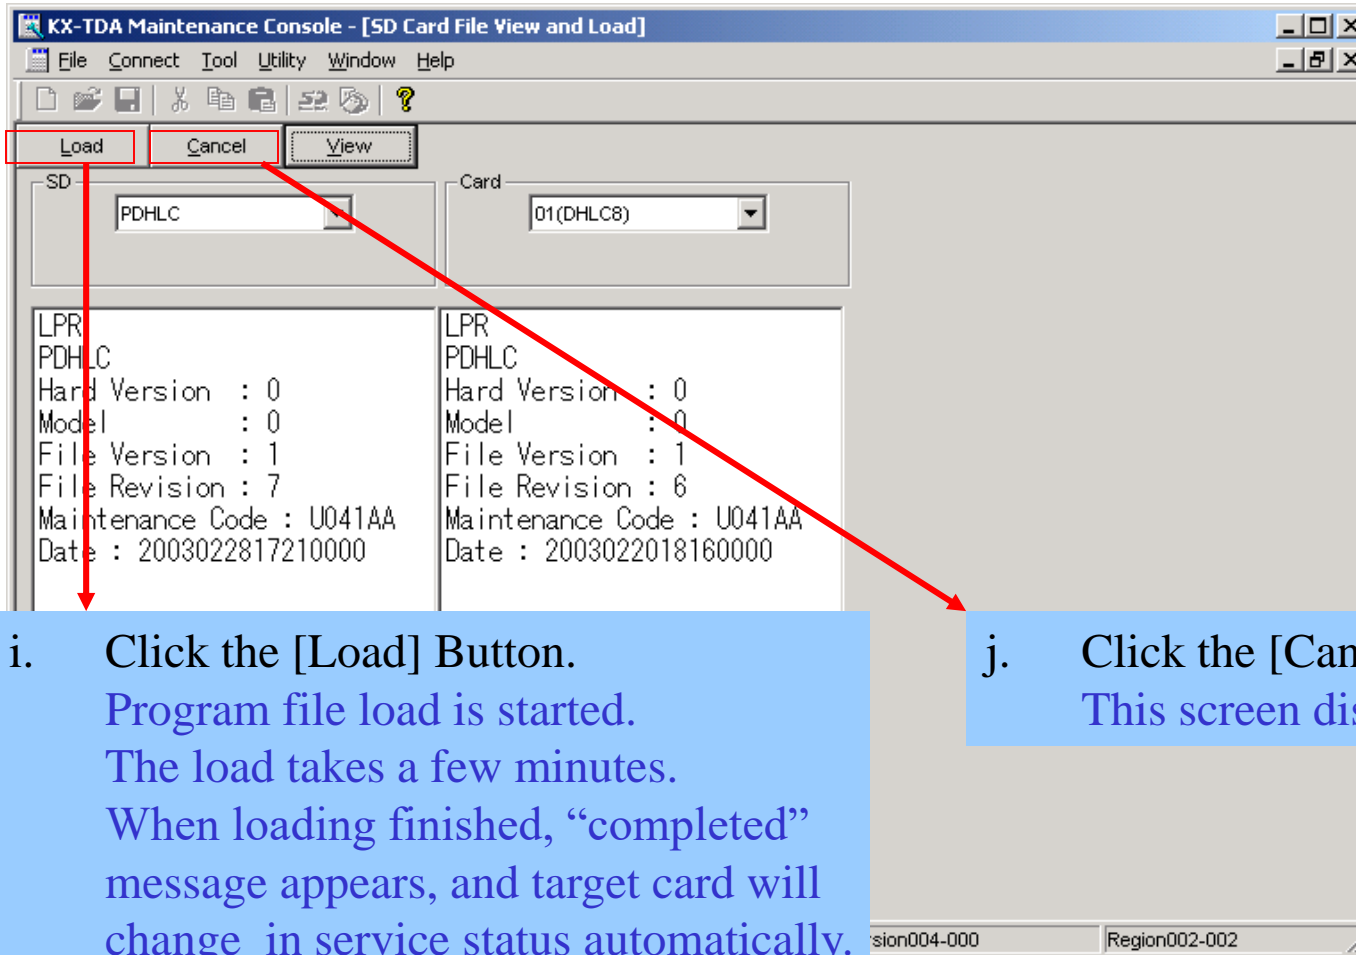 KX-TDA Maintenance Console - [SD Card File View and Load]
File Connect Tool Utility Window Help
Load Cancel View
SD Card
PDHLC 01(DHLC8)
LPR
PDHLC
Hard Version : 0
Model : 0
File Version : 1
File Revision : 7
Maintenance Code : U041AA
Date : 2003022817210000
LPR
PDHLC
Hard Version : 0
Model : 0
File Version : 1
File Revision : 6
Maintenance Code : U041AA
Date : 2003022018160000
i. Click the [Load] Button.
Program file load is started.
The load takes a few minutes.
When loading finished, “completed”
message appears, and target card will
change in service status automatically.
j. Click the [Can
This screen dis
sion004-000 Region002-002